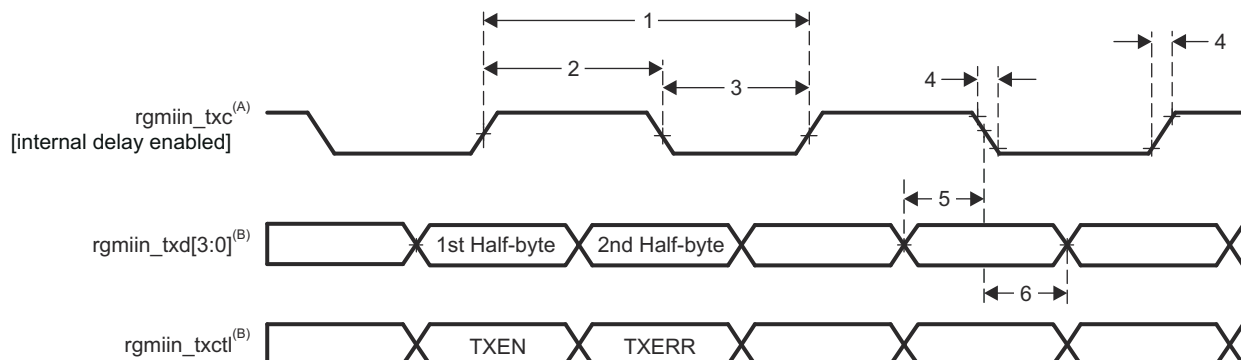 1
2
3
4
4
rgmiin_txc(A)
[internal delay enabled]
5
rgmiin_txd[3:0](B)
1st Half-byte
2nd Half-byte
6
rgmiin_txctl(B)
TXEN
TXERR